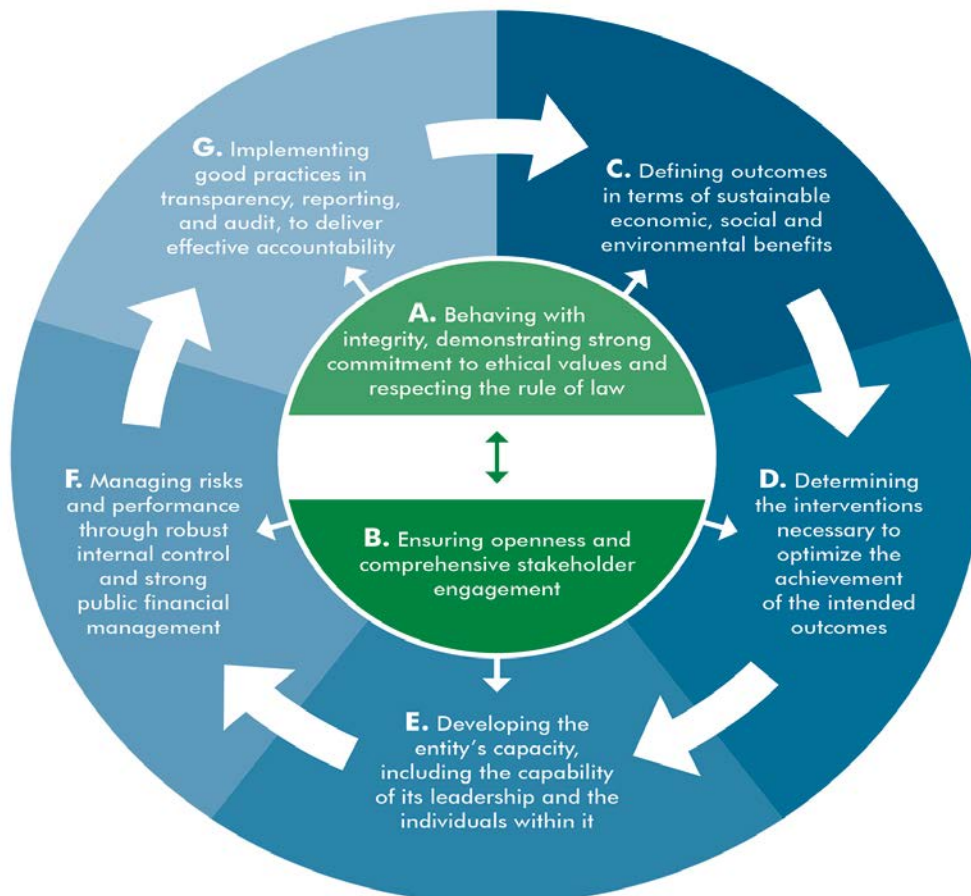 A. Behaving with
integrity, demonstrating strong
commitment to ethical values and
respecting the rule of law
B. Ensuring openness and
comprehensive stakeholder
engagement
C. Defining outcomes
in terms of sustainable
economic, social and
environmental benefits
D. Determining
the interventions
necessary to
optimize the
achievement
of the intended
outcomes
E. Developing the
entity’s capacity,
including the capability
of its leadership and the
individuals within it
F. Managing risks
and performance
through robust
internal control
and strong
public financial
management
G. Implementing
good practices in
transparency, reporting,
and audit, to deliver
effective accountability